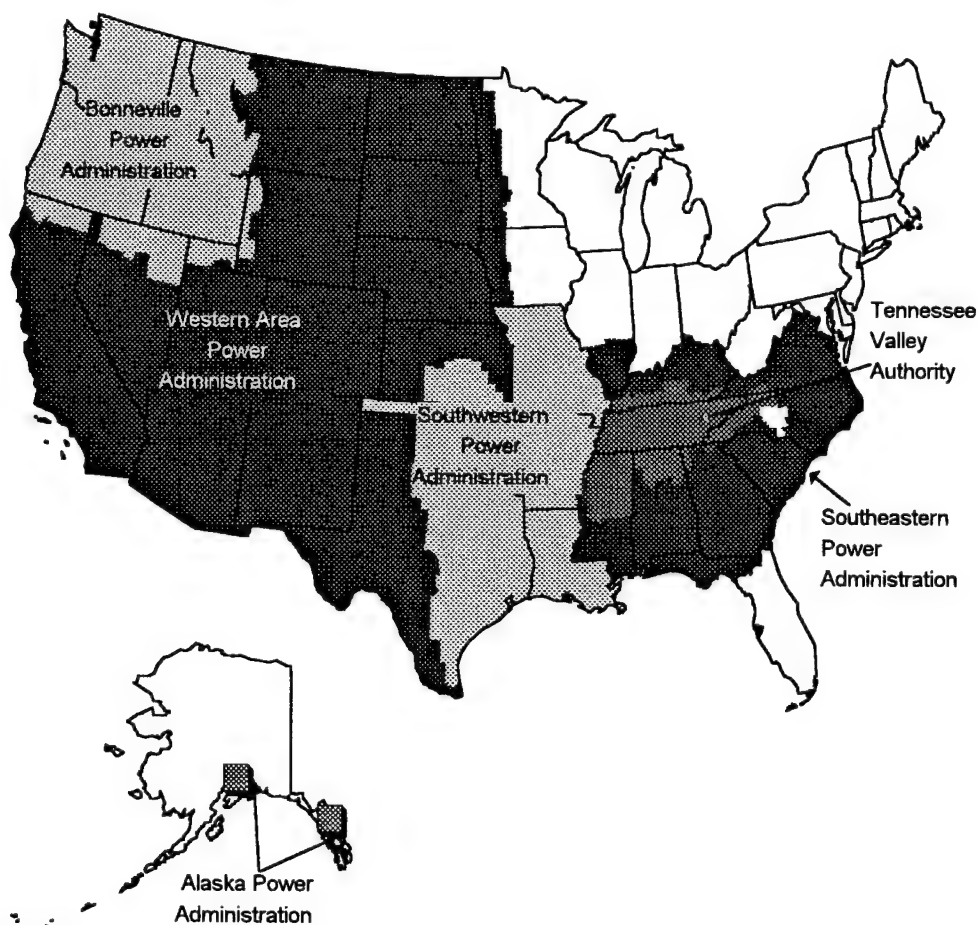 Bonneville
Power
Administration
Western Area
Power
Administration
Southwestern
Power
Administration
Tennessee
Valley
Authority
Southeastern
Power
Administration
Alaska Power
Administration